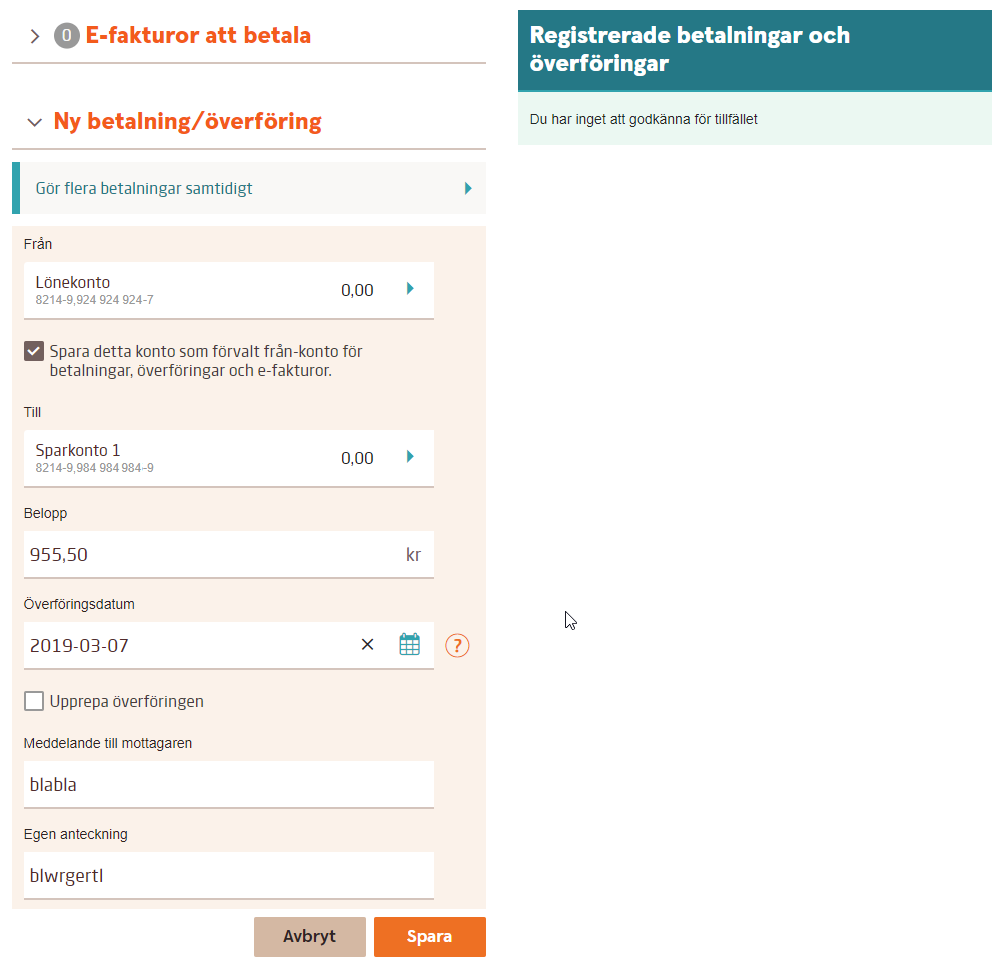 0 E-fakturor att betala
Ny betalning/överföring
Gör flera betalningar samtidigt
Från
Lönekonto
8214-9,924 924 924-7
0,00
Spara detta konto som förvalt från-konto för
betalningar, överföringar och e-fakturor.
Till
Sparkonto 1
8214-9,984 984 984-9
0,00
Belopp
955,50 kr
Överföringsdatum
2019-03-07
?
Upprepa överföringen
Meddelande till mottagaren
blabla
Egen anteckning
blwrgertl
Avbryt Spara
Registrerade betalningar och
överföringar
Du har inget att godkänna för tillfället